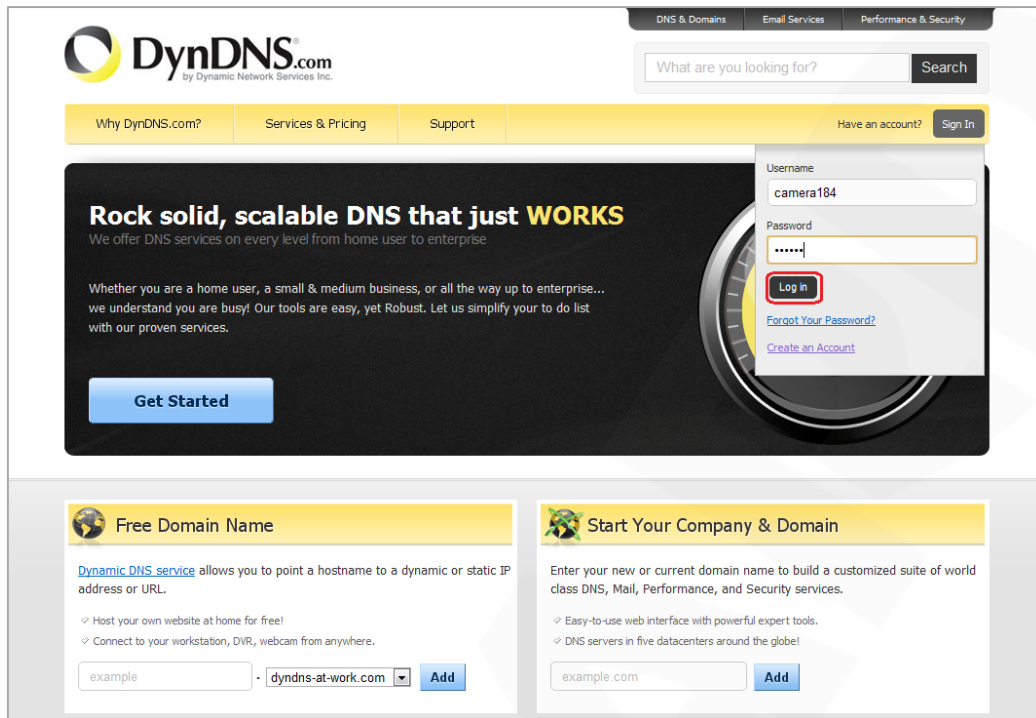 DNS & Domains Email Services Performance & Security
DynDNS.com
by Dynamic Network Services Inc.
What are you looking for? Search
Why DynDNS.com? Services & Pricing Support Have an account? Sign In
Username
camera184
Password
••••••
Log in
Forgot Your Password?
Create an Account
Rock solid, scalable DNS that just WORKS
We offer DNS services on every level from home user to enterprise
Whether you are a home user, a small & medium business, or all the way up to enterprise...
we understand you are busy! Our tools are easy, yet Robust. Let us simplify your to do list
with our proven services.
Get Started
Free Domain Name
Dynamic DNS service allows you to point a hostname to a dynamic or static IP
address or URL.
Host your own website at home for free!
Connect to your workstation, DVR, webcam from anywhere.
example . dyndns-at-work.com Add
Start Your Company & Domain
Enter your new or current domain name to build a customized suite of world
class DNS, Mail, Performance, and Security services.
Easy-to-use web interface with powerful expert tools.
DNS servers in five datacenters around the globe!
example.com Add